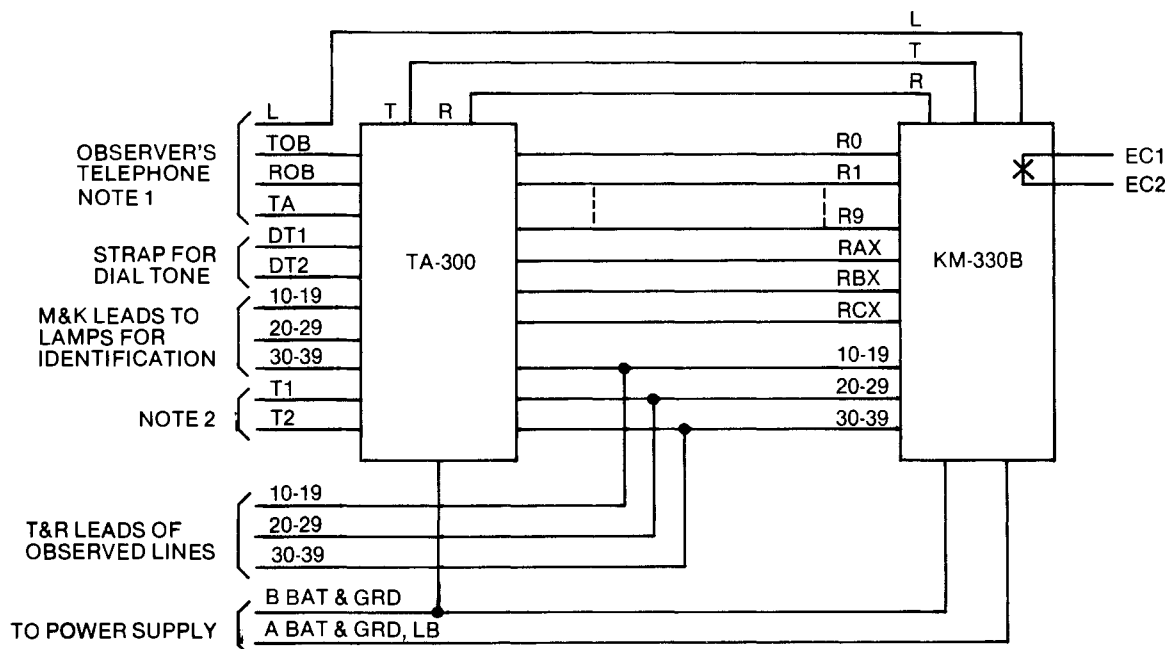 L
T
R
L
T
R
OBSERVER'S
TELEPHONE
NOTE 1
TOB
ROB
TA
STRAP FOR
DIAL TONE
DT1
DT2
M&K LEADS TO
LAMPS FOR
IDENTIFICATION
10-19
20-29
30-39
NOTE 2
T1
T2
TA-300
R0
R1
R9
RAX
RBX
RCX
10-19
20-29
30-39
KM-330B
EC1
EC2
T&R LEADS OF
OBSERVED LINES
10-19
20-29
30-39
TO POWER SUPPLY
B BAT & GRD
A BAT & GRD, LB